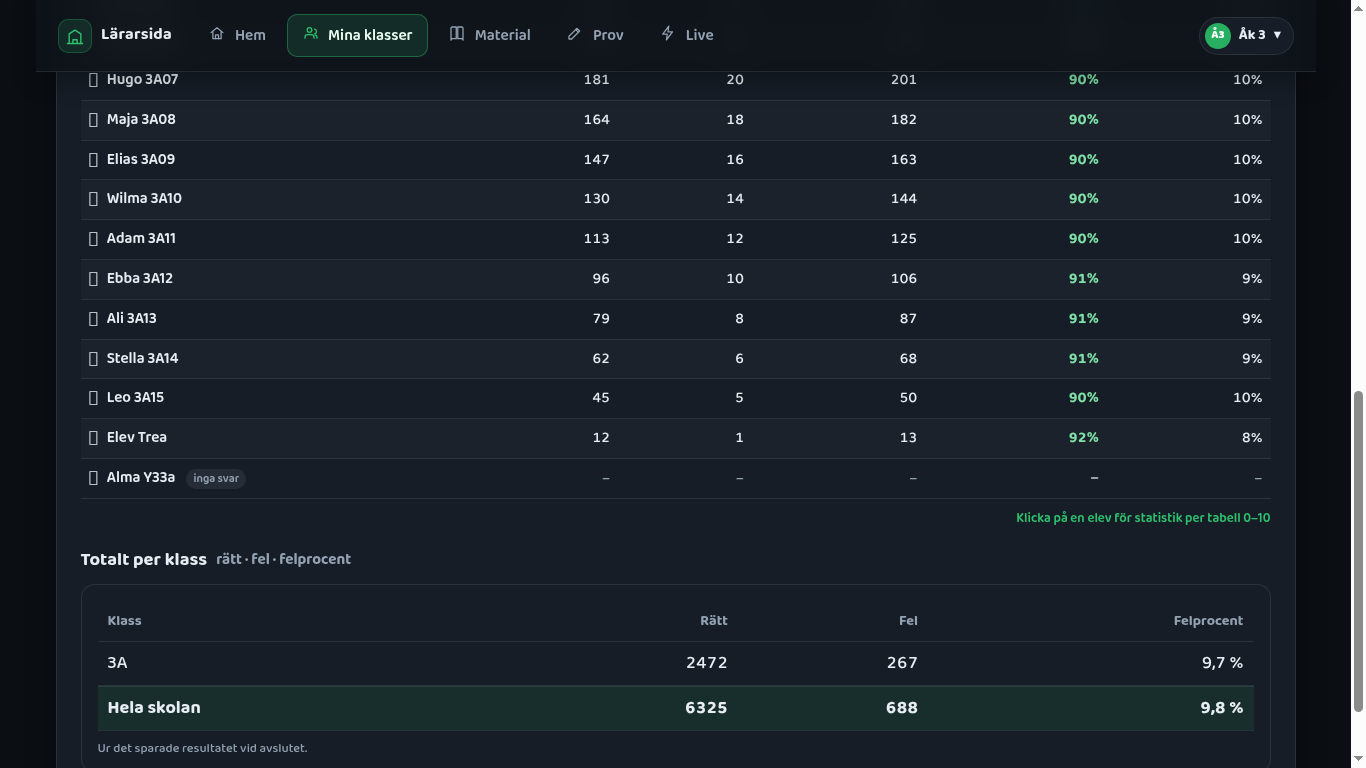 Lärarsida Hem Mina klasser Material Prov Live Å3 Åk 3 ▼
Hugo 3A07 181 20 201 90% 10%
Maja 3A08 164 18 182 90% 10%
Elias 3A09 147 16 163 90% 10%
Wilma 3A10 130 14 144 90% 10%
Adam 3A11 113 12 125 90% 10%
Ebba 3A12 96 10 106 91% 9%
Ali 3A13 79 8 87 91% 9%
Stella 3A14 62 6 68 91% 9%
Leo 3A15 45 5 50 90% 10%
Elev Trea 12 1 13 92% 8%
Alma Y33a inga svar – – – – –
Klicka på en elev för statistik per tabell 0–10
Totalt per klass rätt · fel · felprocent
Klass Rätt Fel Felprocent
3A 2472 267 9,7 %
Hela skolan 6325 688 9,8 %
Ur det sparade resultatet vid avslutet.